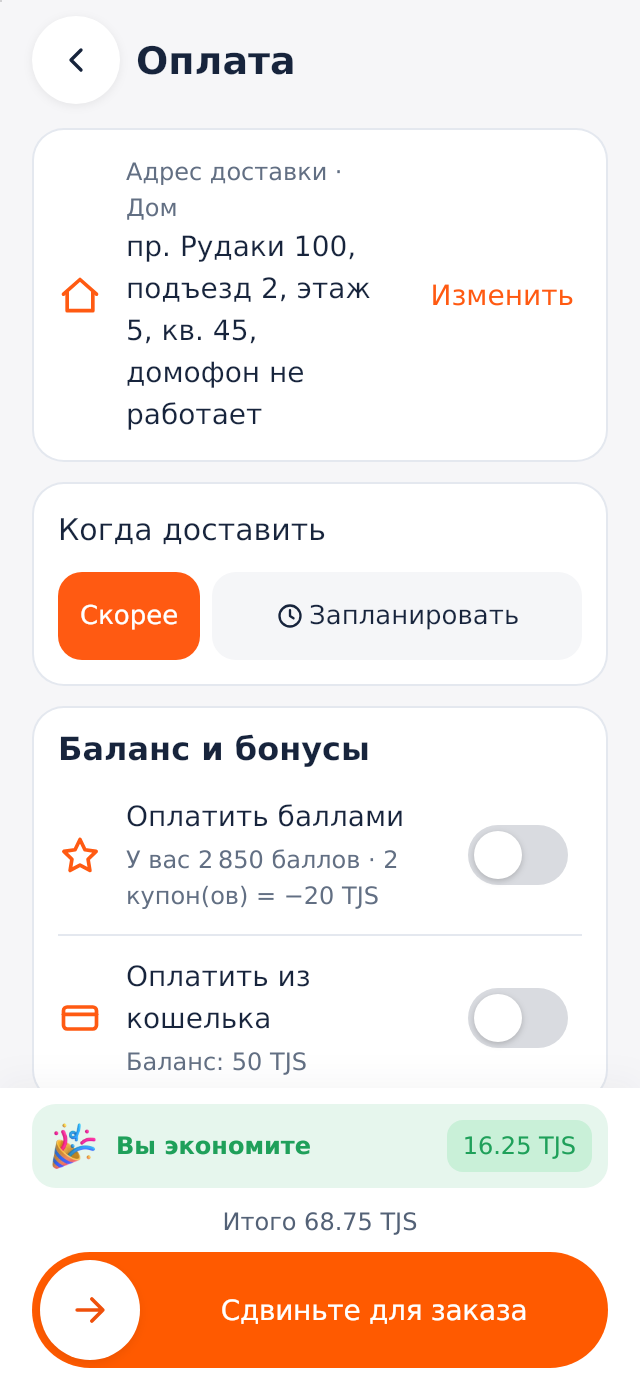 Оплата
Адрес доставки ·
Дом
пр. Рудаки 100,
подъезд 2, этаж
5, кв. 45,
домофон не
работает
Изменить
Когда доставить
Скорее
Запланировать
Баланс и бонусы
Оплатить баллами
У вас 2 850 баллов · 2
купон(ов) = −20 TJS
Оплатить из
кошелька
Баланс: 50 TJS
Вы экономите
16.25 TJS
Итого 68.75 TJS
Сдвиньте для заказа